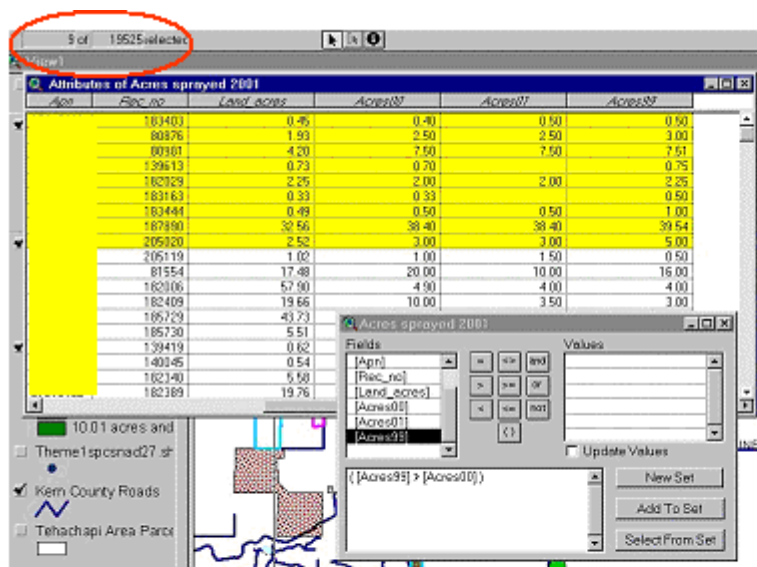 9 of 19525 selected
View1
Attributes of Acres sprayed 2001
Apn Rec_no Land_acres Acres00 Acres01 Acres99
183403 0.45 0.40 0.50 0.50
80876 1.93 2.50 2.50 3.00
80981 4.20 7.50 7.50 7.51
139613 0.73 0.70 0.75
182029 2.25 2.00 2.00 2.25
183163 0.33 0.33 0.50
183444 0.49 0.50 0.50 1.00
187890 32.56 38.40 38.40 39.54
205020 2.52 3.00 3.00 5.00
205119 1.02 1.00 1.50 0.50
81554 17.48 20.00 10.00 16.00
182006 57.90 4.90 4.00 4.00
182409 19.66 10.00 3.50 3.00
185729 43.73
185730 5.51
139419 0.62
140045 0.54
162340 5.58
182389 19.76
Acres sprayed 2001
Fields
Values
[Apn]
[Rec_no]
[Land_acres]
[Acres00]
[Acres01]
[Acres99]
= <> and
> >= or
< <= not
( )
Update Values
( [Acres99] > [Acres00] )
New Set
Add To Set
Select From Set
10.01 acres and
Theme1spcsnad27 sh
Kern County Roads
Tehachapi Area Parce